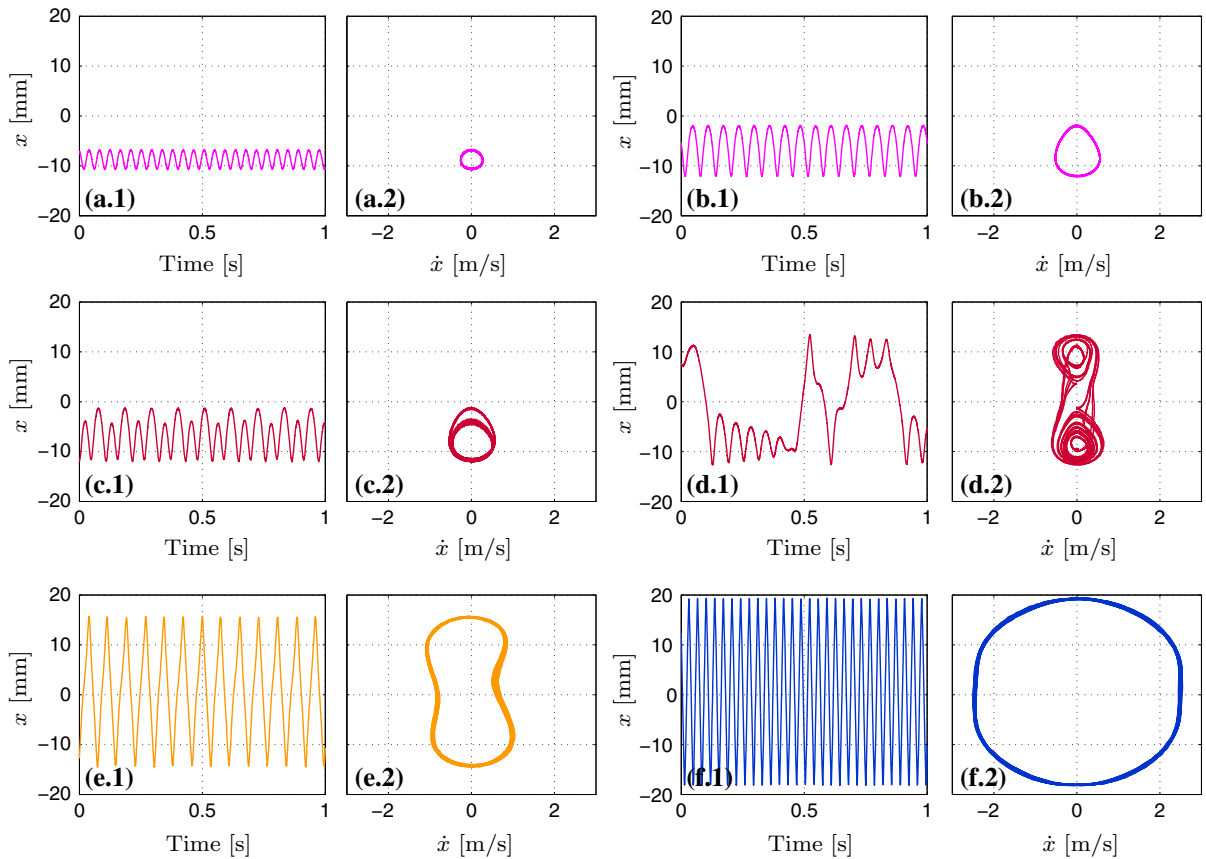 20
10
0
−10
−20
x [mm]
(a.1)
0 0.5 1
Time [s]
(a.2)
−2 0 2
ẋ [m/s]
20
10
0
−10
−20
x [mm]
(b.1)
0 0.5 1
Time [s]
(b.2)
−2 0 2
ẋ [m/s]
20
10
0
−10
−20
x [mm]
(c.1)
0 0.5 1
Time [s]
(c.2)
−2 0 2
ẋ [m/s]
20
10
0
−10
−20
x [mm]
(d.1)
0 0.5 1
Time [s]
(d.2)
−2 0 2
ẋ [m/s]
20
10
0
−10
−20
x [mm]
(e.1)
0 0.5 1
Time [s]
(e.2)
−2 0 2
ẋ [m/s]
20
10
0
−10
−20
x [mm]
(f.1)
0 0.5 1
Time [s]
(f.2)
−2 0 2
ẋ [m/s]